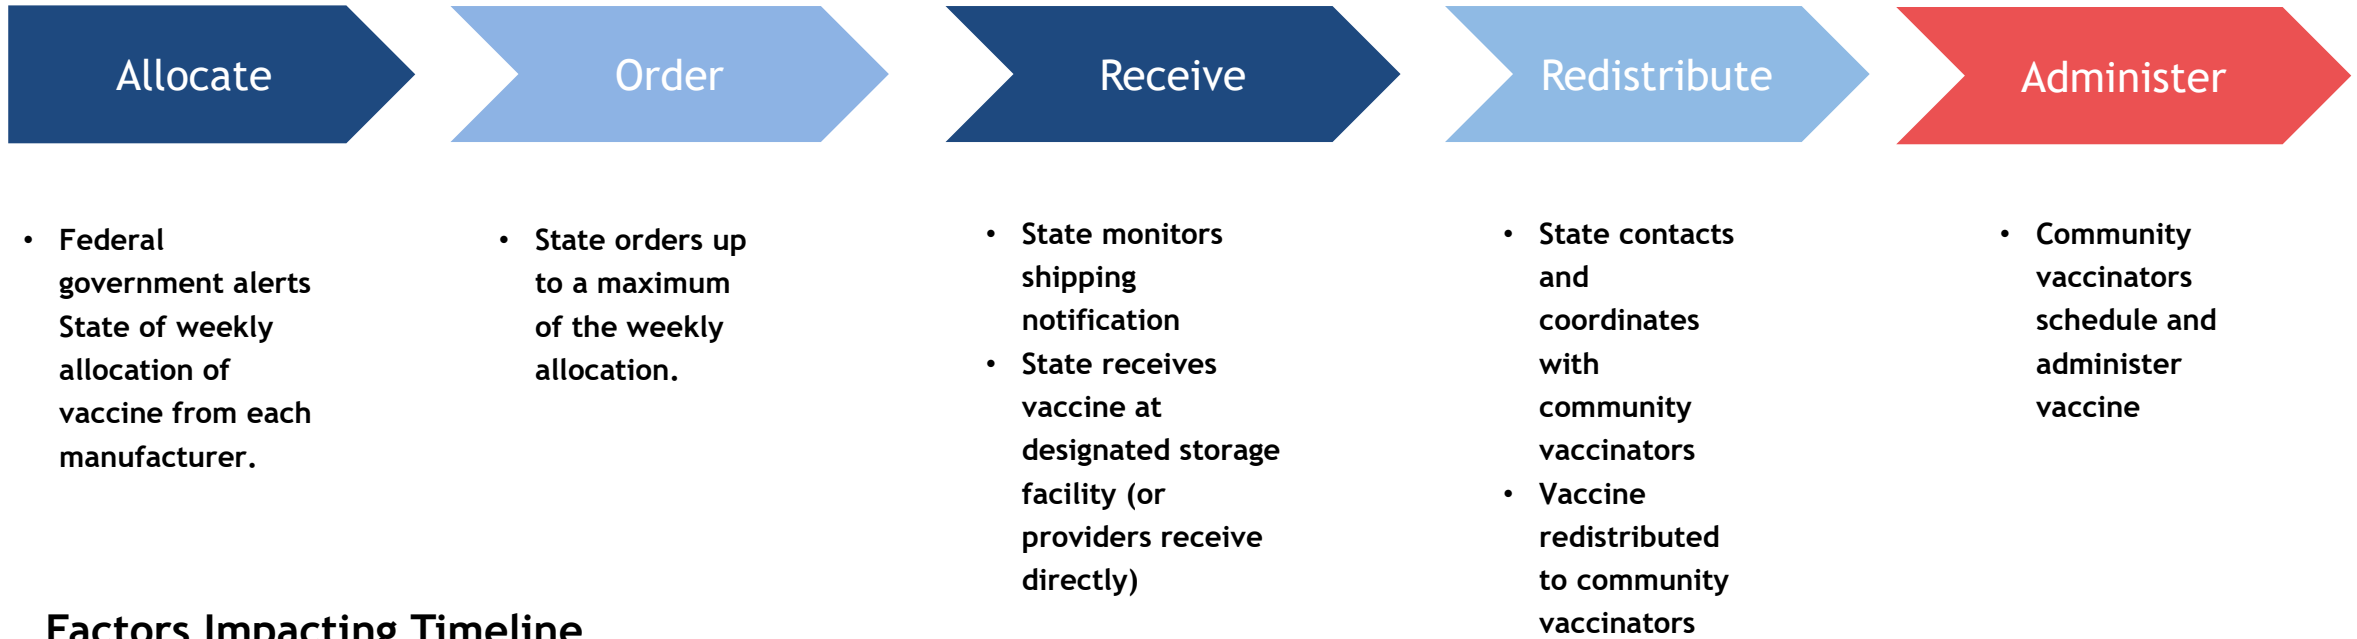 Allocate
Order
Receive
Redistribute
Administer
• Federal
government alerts
State of weekly
allocation of
vaccine from each
manufacturer.
• State orders up
to a maximum
of the weekly
allocation.
• State monitors
shipping
notification
• State receives
vaccine at
designated storage
facility (or
providers receive
directly)
• State contacts
and
coordinates
with
community
vaccinators
• Vaccine
redistributed
to community
vaccinators
• Community
vaccinators
schedule and
administer
vaccine
Factors Impacting Timeline